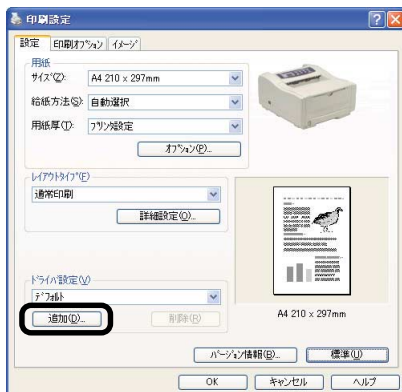 印刷設定
設定 印刷ｵﾌﾟｼｮﾝ ｲﾒｰｼﾞ
用紙
サイズ(Z): A4 210 x 297mm
給紙方法(S): 自動選択
用紙厚(T): ﾌﾟﾘﾝﾀ設定
ｵﾌﾟｼｮﾝ(P)...
ﾚｲｱｳﾄﾀｲﾌﾟ(F)
通常印刷
詳細設定(O)...
ﾄﾞﾗｲﾊﾞ設定(V)
ﾃﾞﾌｫﾙﾄ
追加(D)... 削除(R)
A4 210 x 297mm
ﾊﾞｰｼﾞｮﾝ情報(B)... 標準(U)
OK キャンセル ヘルプ